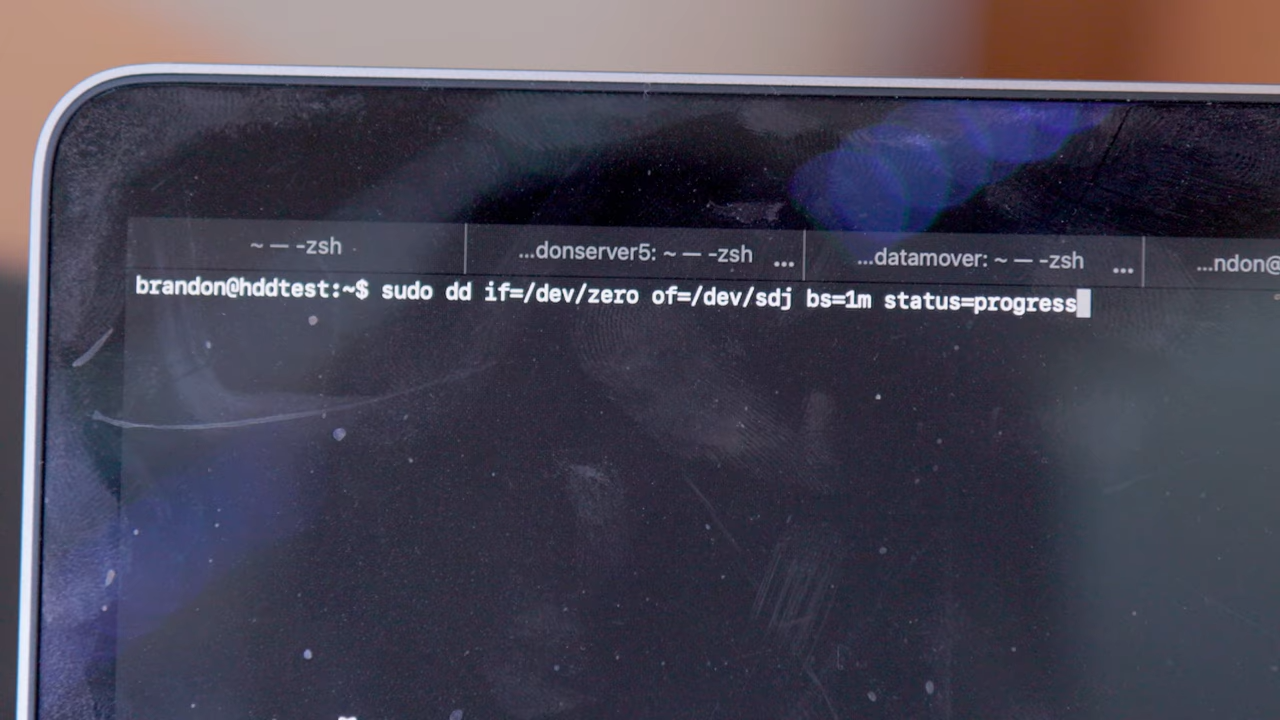 ~ — -zsh
...donserver5: ~ — -zsh ...
...datamover: ~ — -zsh ...
...ndon@
brandon@hddtest:~$ sudo dd if=/dev/zero of=/dev/sdj bs=1m status=progress